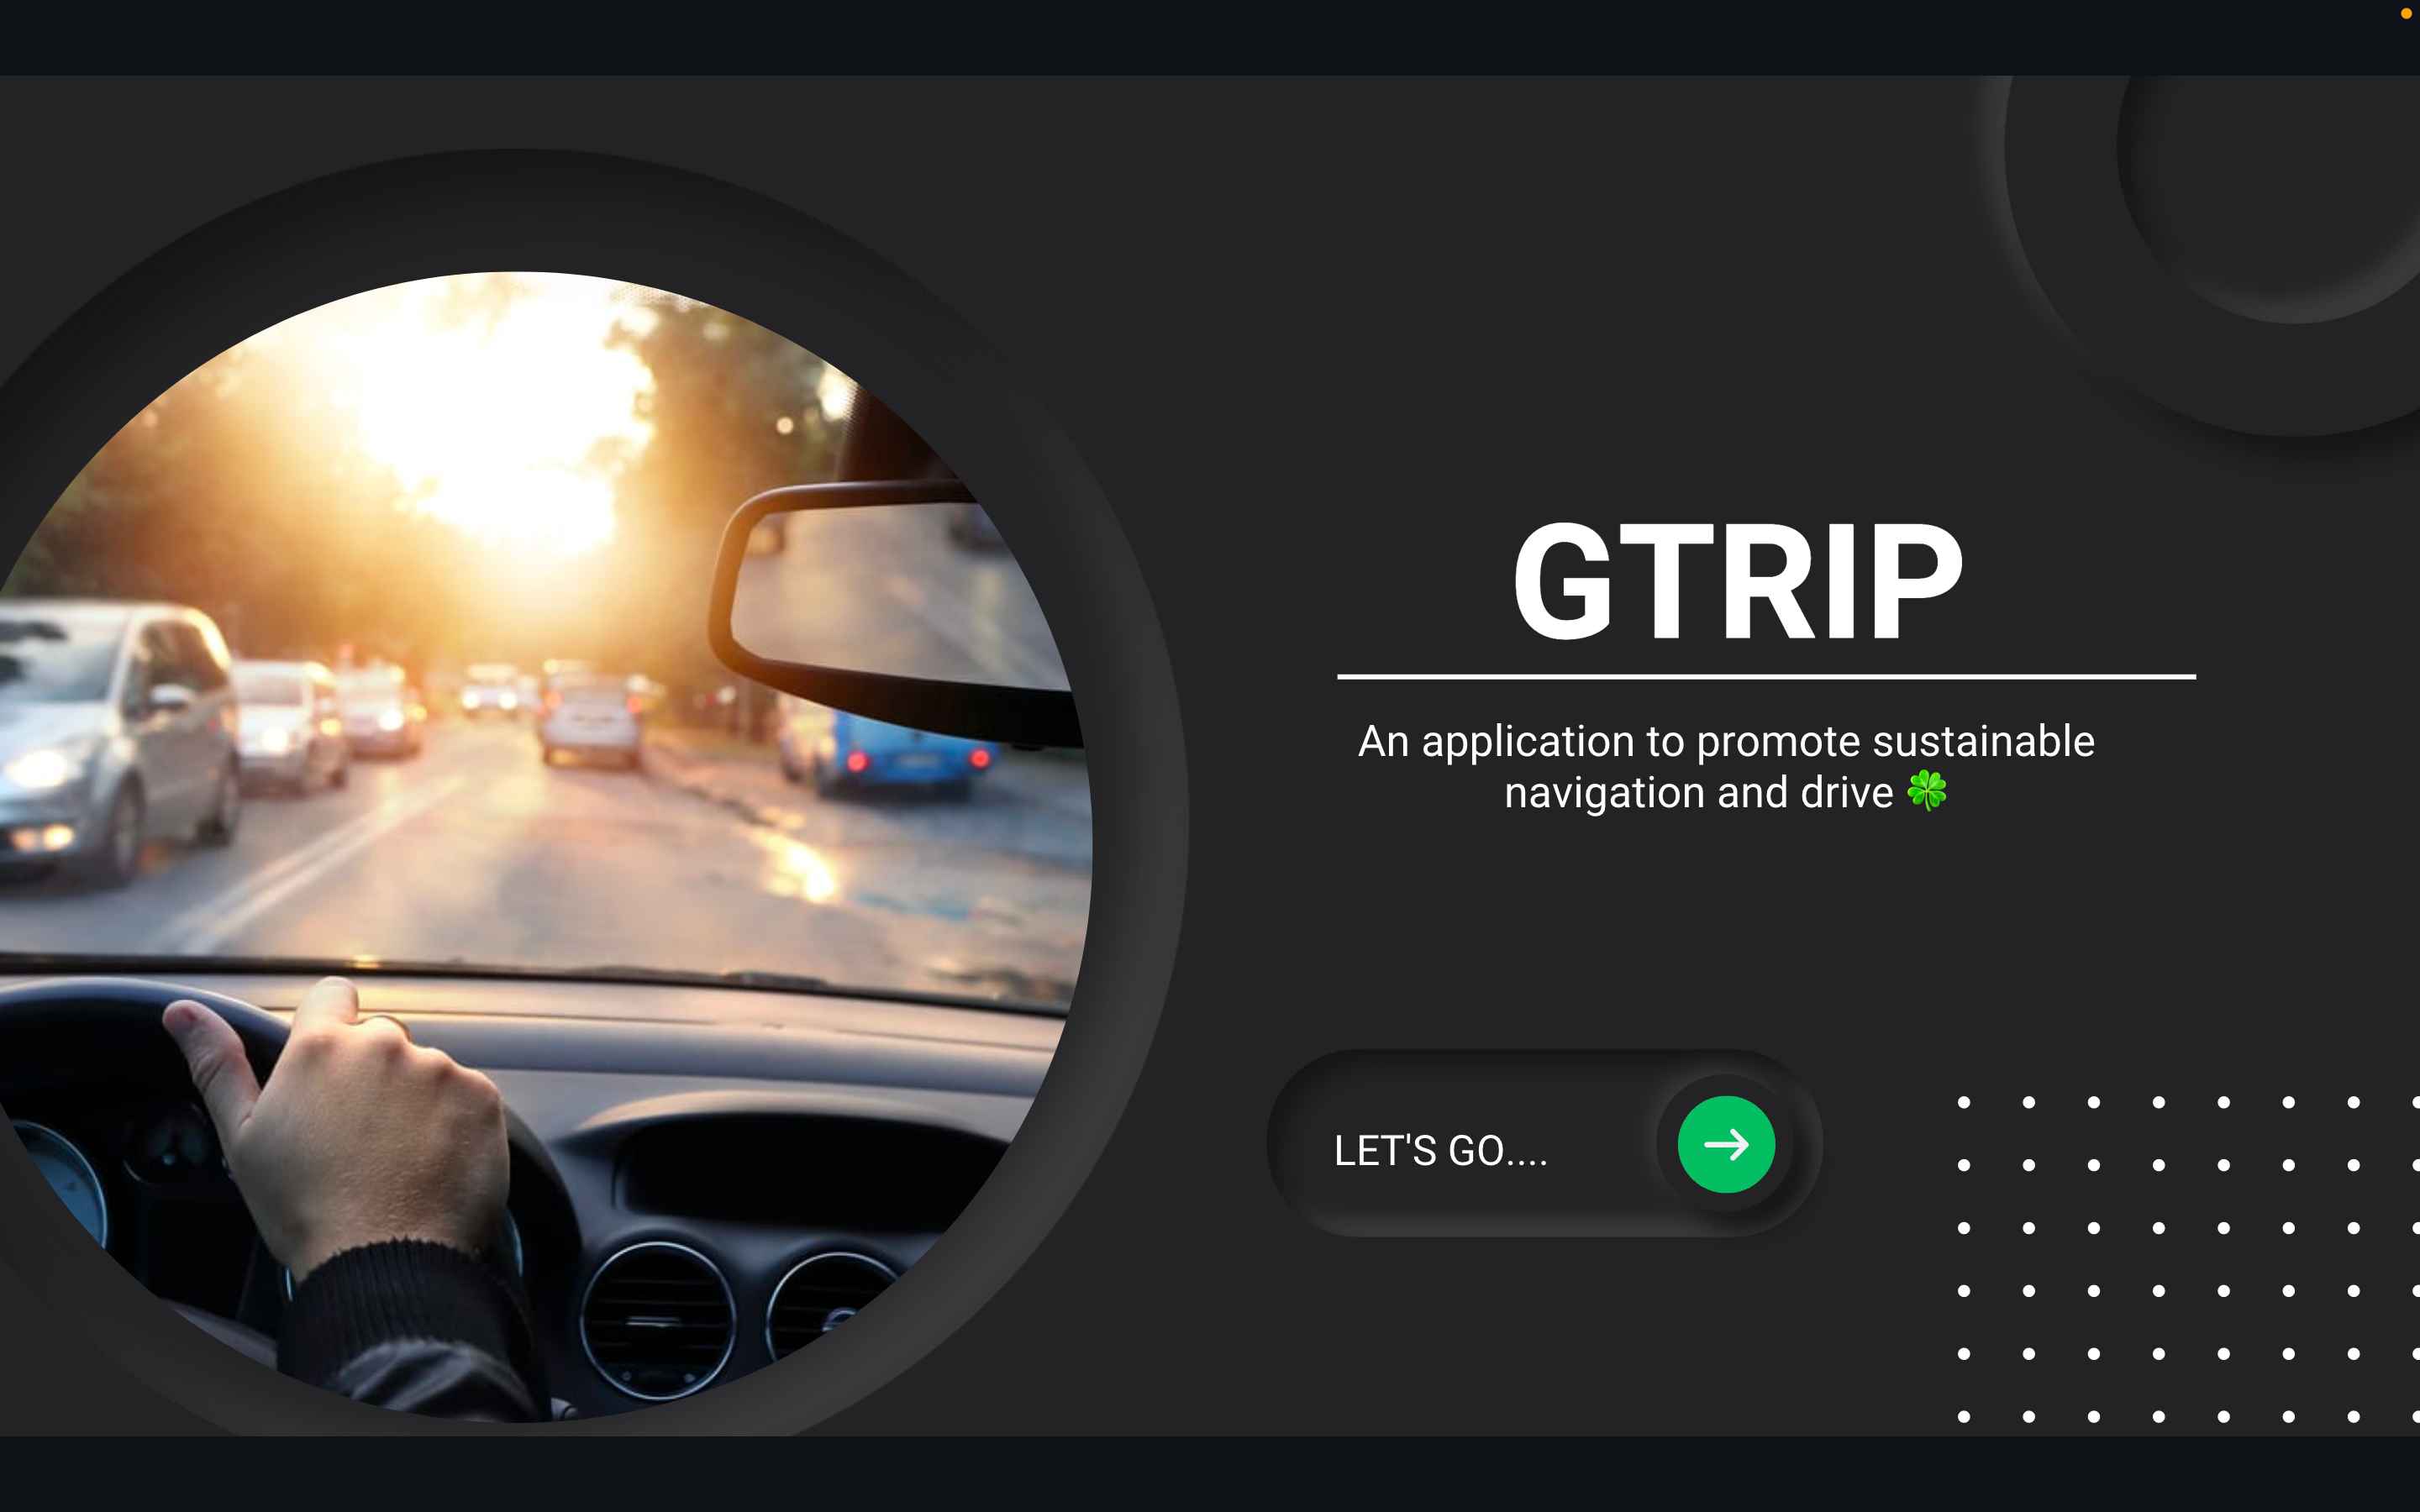 GTRIP
An application to promote sustainable
navigation and drive 🍀
LET'S GO....